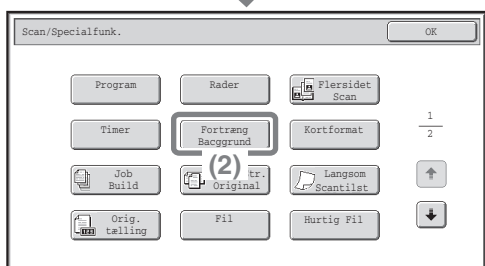 Scan/Specialfunk.
OK
Program
Rader
Flersidet
Scan
Timer
Fortræng
Bacggrund
Kortformat
1
2
Job
Build
(2)
tr.
Original
Langsom
Scantilst
Orig.
tælling
Fil
Hurtig Fil